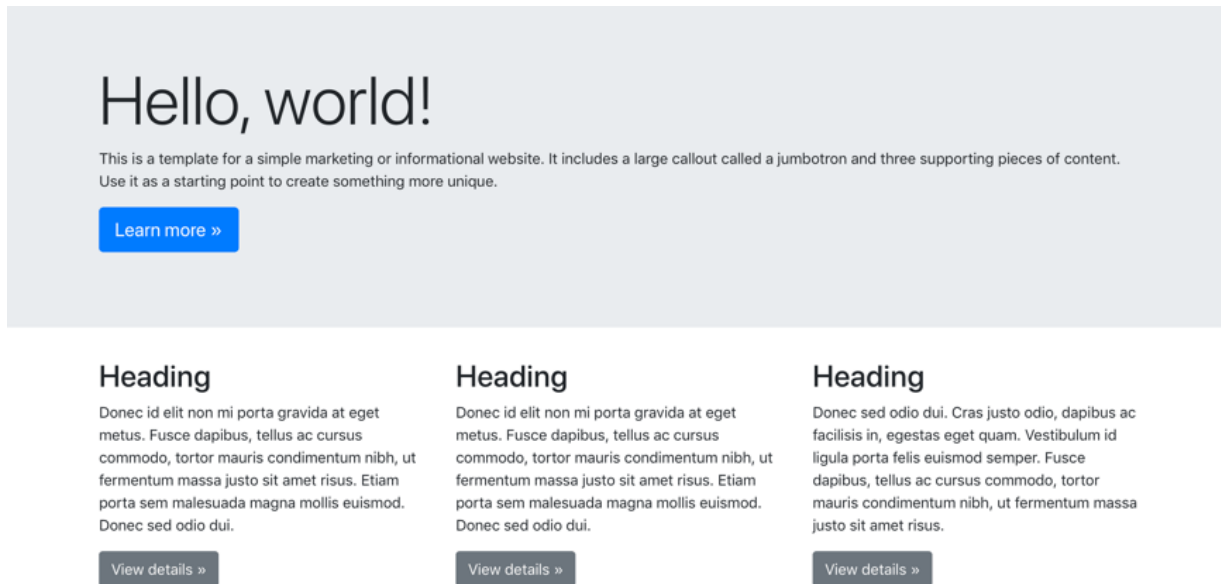 Hello, world!
This is a template for a simple marketing or informational website. It includes a large callout called a jumbotron and three supporting pieces of content.
Use it as a starting point to create something more unique.
Learn more »
Heading
Donec id elit non mi porta gravida at eget
metus. Fusce dapibus, tellus ac cursus
commodo, tortor mauris condimentum nibh, ut
fermentum massa justo sit amet risus. Etiam
porta sem malesuada magna mollis euismod.
Donec sed odio dui.
View details »
Heading
Donec id elit non mi porta gravida at eget
metus. Fusce dapibus, tellus ac cursus
commodo, tortor mauris condimentum nibh, ut
fermentum massa justo sit amet risus. Etiam
porta sem malesuada magna mollis euismod.
Donec sed odio dui.
View details »
Heading
Donec sed odio dui. Cras justo odio, dapibus ac
facilisis in, egestas eget quam. Vestibulum id
ligula porta felis euismod semper. Fusce
dapibus, tellus ac cursus commodo, tortor
mauris condimentum nibh, ut fermentum massa
justo sit amet risus.
View details »